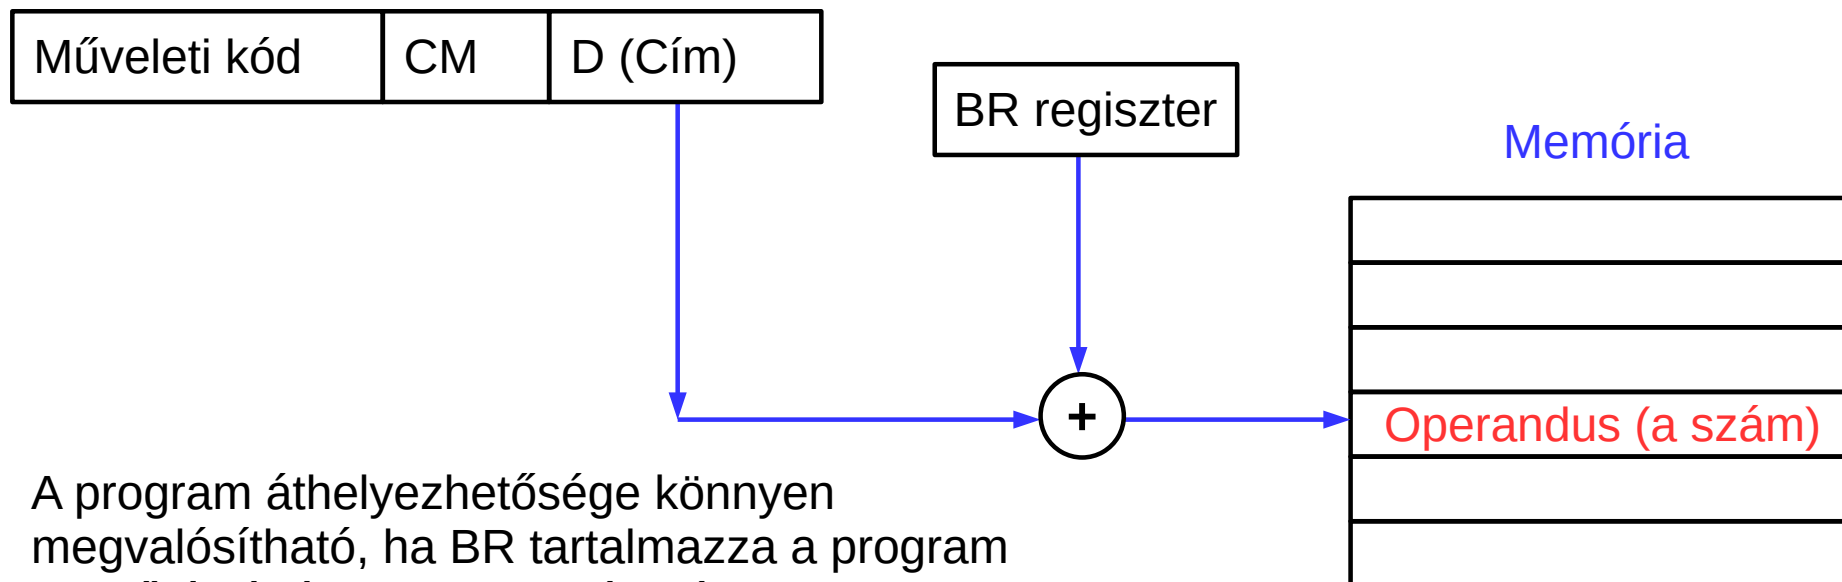 Műveleti kód
CM
D (Cím)
BR regiszter
Memória
+
Operandus (a szám)
A program áthelyezhetősége könnyen
megvalósítható, ha BR tartalmazza a program